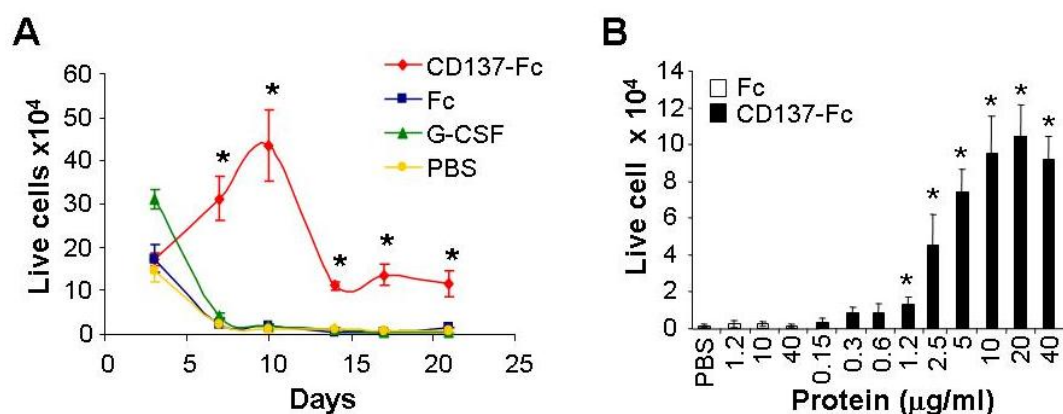 A
Live cells x10⁴
60
50
40
30
20
10
0
* * * * *
CD137-Fc
Fc
G-CSF
PBS
0 5 10 15 20 25
Days
B
Live cell x 10⁴
14
12
10
8
6
4
2
0
Fc
CD137-Fc
* * * * * *
PBS 1.2 10 40 0.15 0.3 0.6 1.2 2.5 5 10 20 40
Protein (μg/ml)